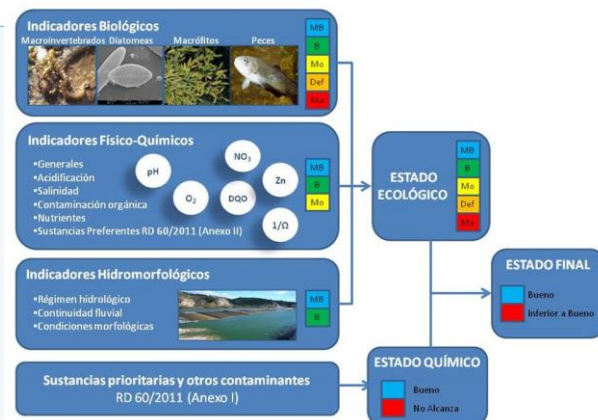 Indicadores Biológicos
Macroinvertebrados Diatomeas Macrófitos Peces
MB
B
Mo
Def
Ma
Indicadores Físico-Químicos
•Generales
•Acidificación
•Salinidad
•Contaminación orgánica
•Nutrientes
•Sustancias Preferentes RD 60/2011 (Anexo II)
pH
NO3
O2
DQO
Zn
1/Ω
MB
B
Mo
Indicadores Hidromorfológicos
•Régimen hidrológico
•Continuidad fluvial
•Condiciones morfológicas
MB
B
Sustancias prioritarias y otros contaminantes
RD 60/2011 (Anexo I)
ESTADO
ECOLÓGICO
MB
B
Mo
Def
Ma
ESTADO QUÍMICO
Bueno
No Alcanza
ESTADO FINAL
Bueno
Inferior a Bueno